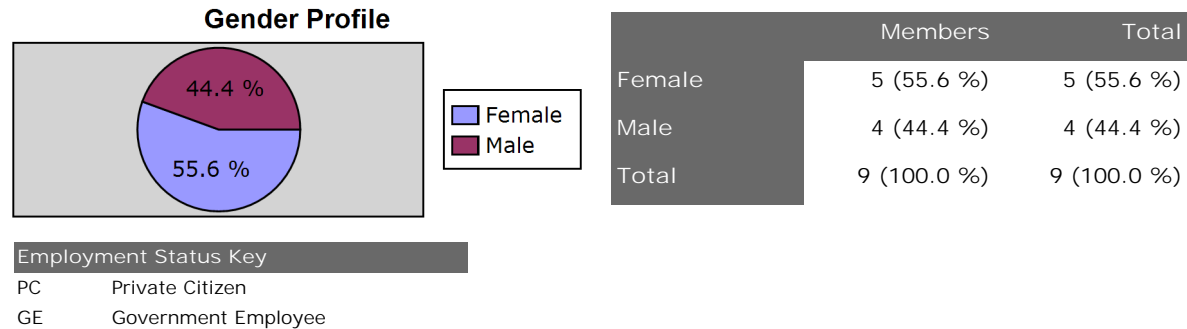 Gender Profile
44.4 %
55.6 %
Female
Male
Members Total
Female 5 (55.6 %) 5 (55.6 %)
Male 4 (44.4 %) 4 (44.4 %)
Total 9 (100.0 %) 9 (100.0 %)
Employment Status Key
PC Private Citizen
GE Government Employee